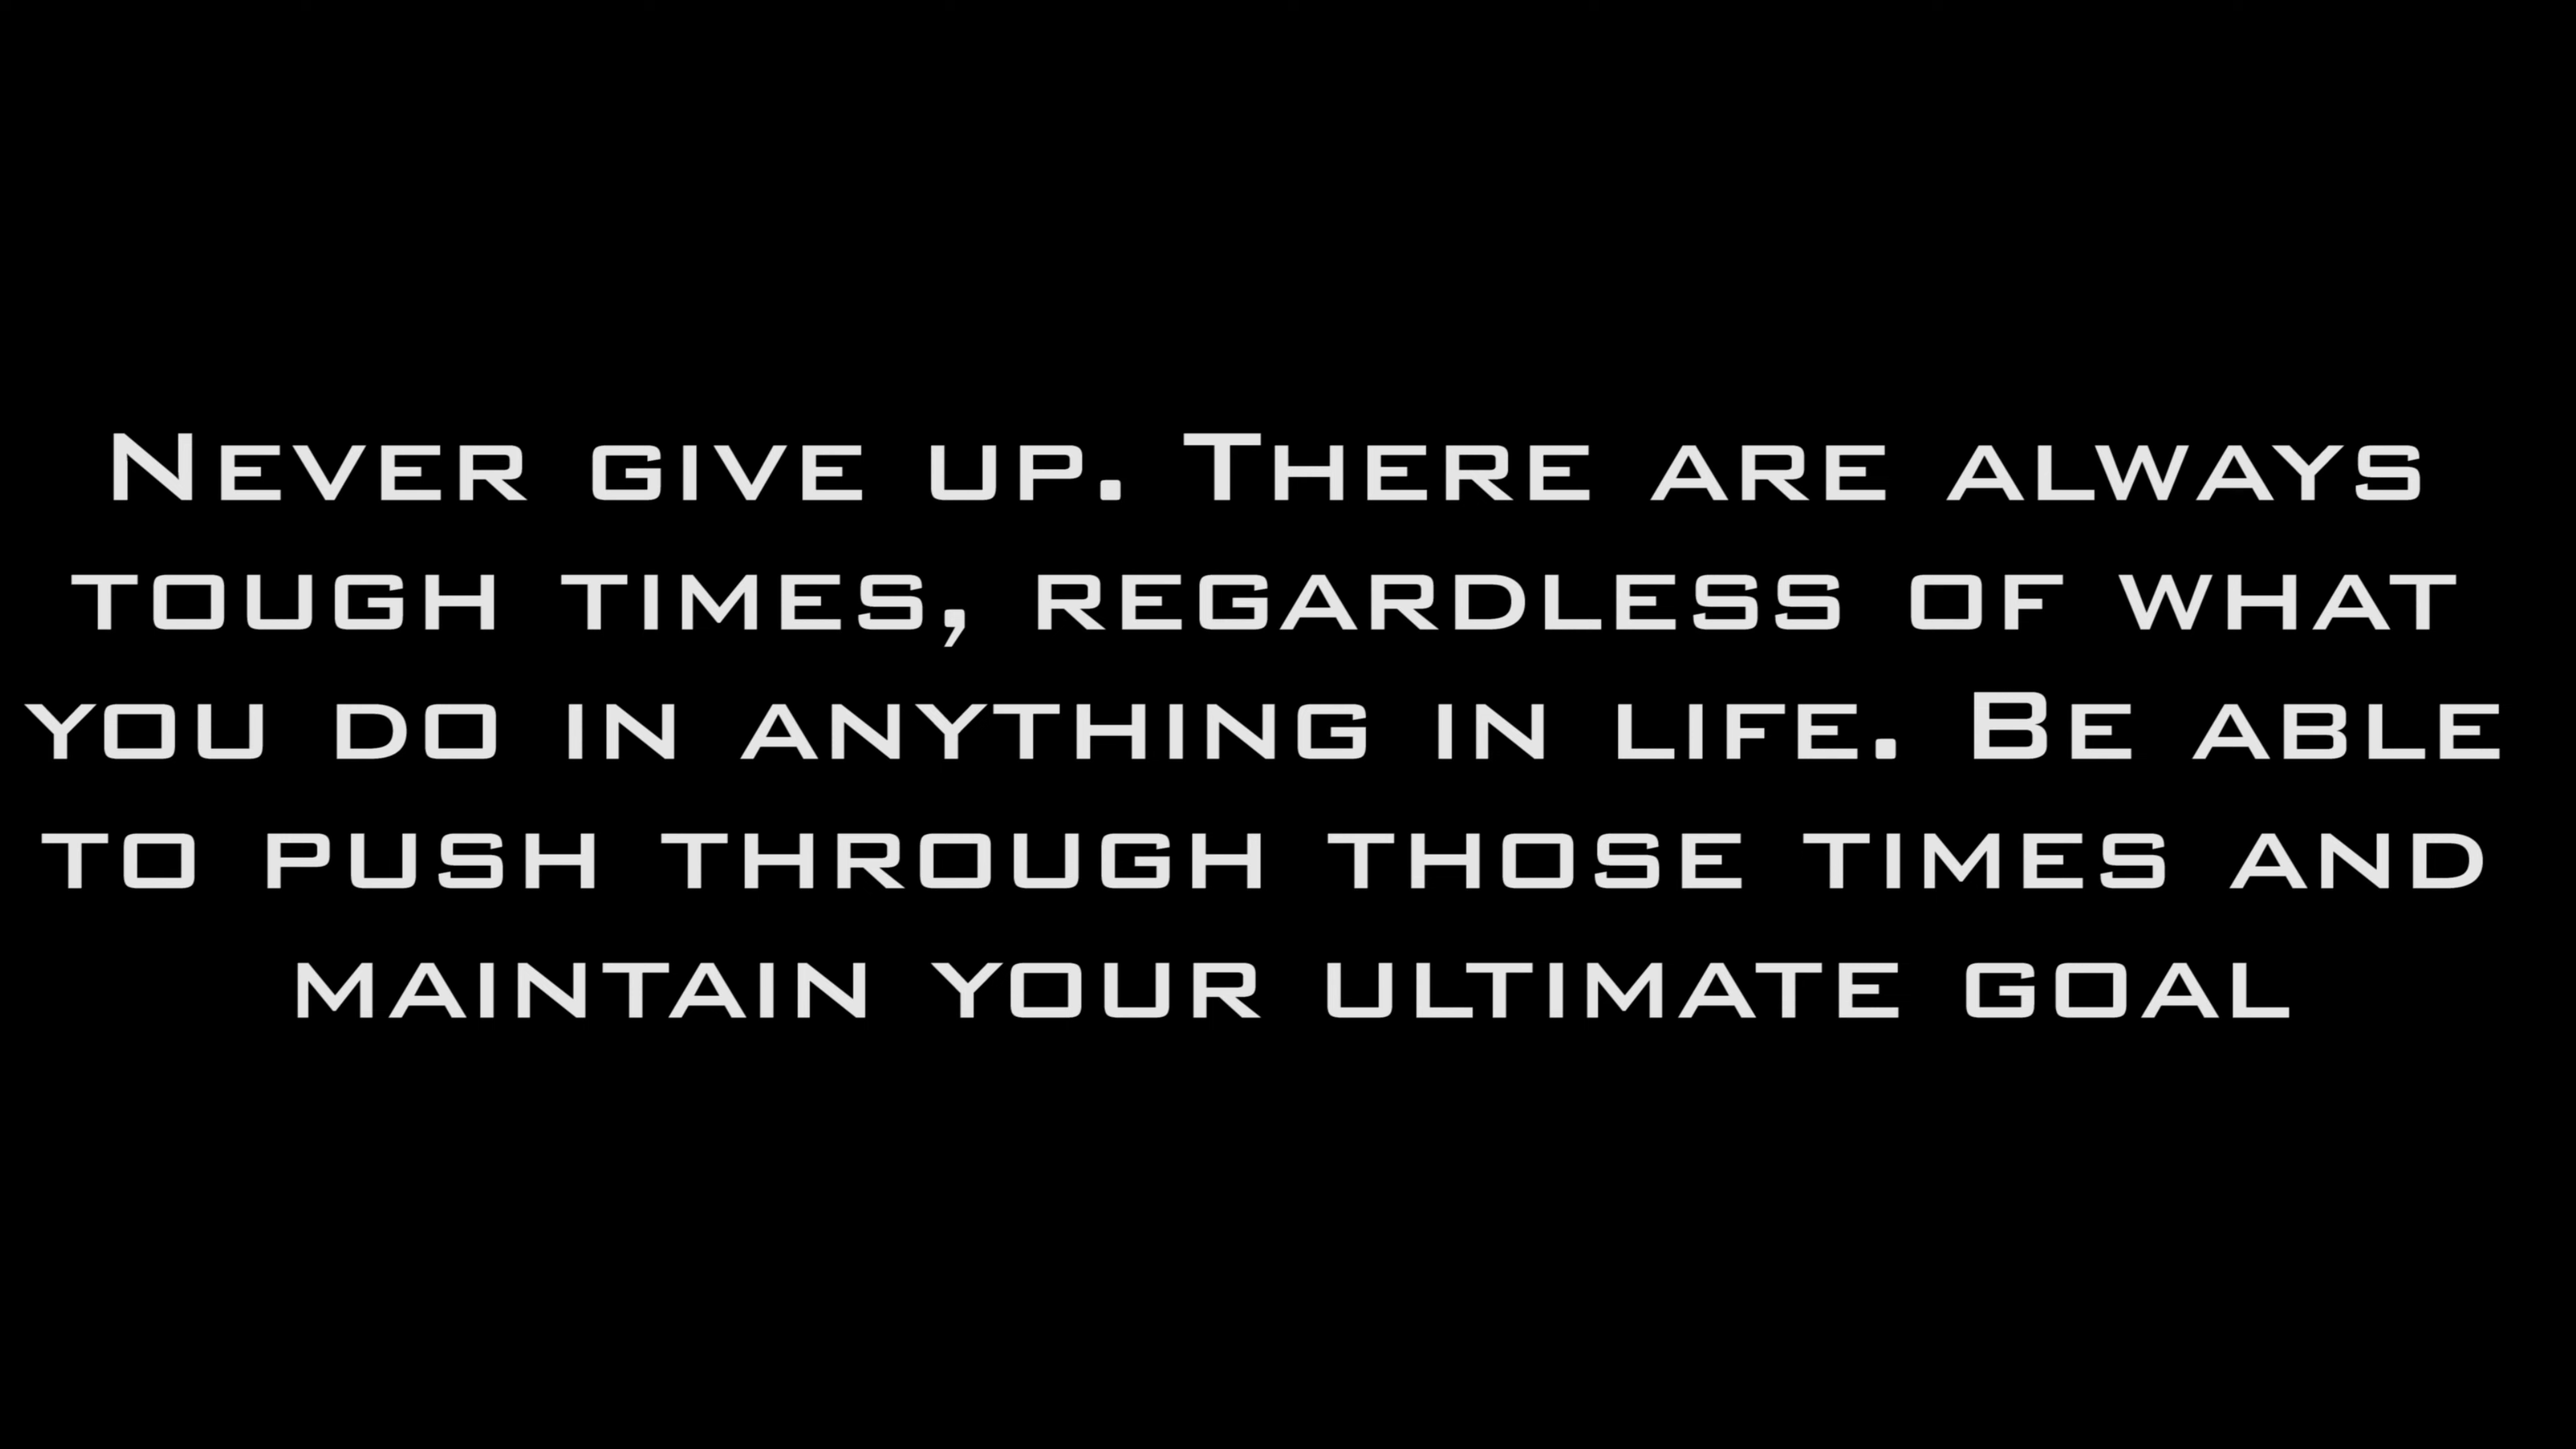 Never give up. There are always
tough times, regardless of what
you do in anything in life. Be able
to push through those times and
maintain your ultimate goal